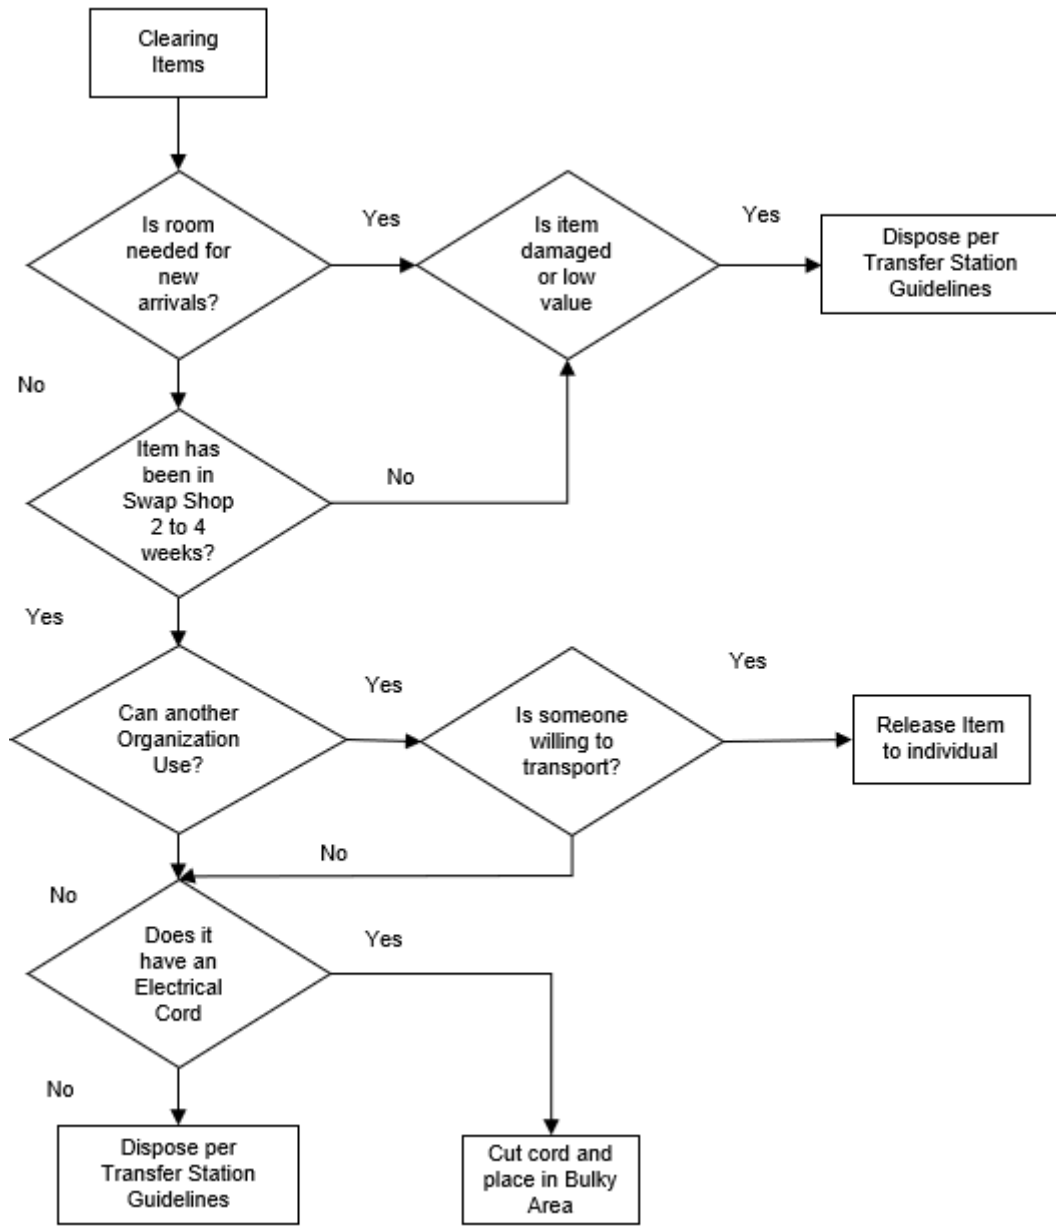 Clearing
Items
Is room
needed for
new
arrivals?
Yes
Is item
damaged
or low
value
Yes
Dispose per
Transfer Station
Guidelines
No
Item has
been in
Swap Shop
2 to 4
weeks?
No
Yes
Can another
Organization
Use?
Yes
Is someone
willing to
transport?
Yes
Release Item
to individual
No
No
Does it
have an
Electrical
Cord
Yes
No
Dispose per
Transfer Station
Guidelines
Cut cord and
place in Bulky
Area